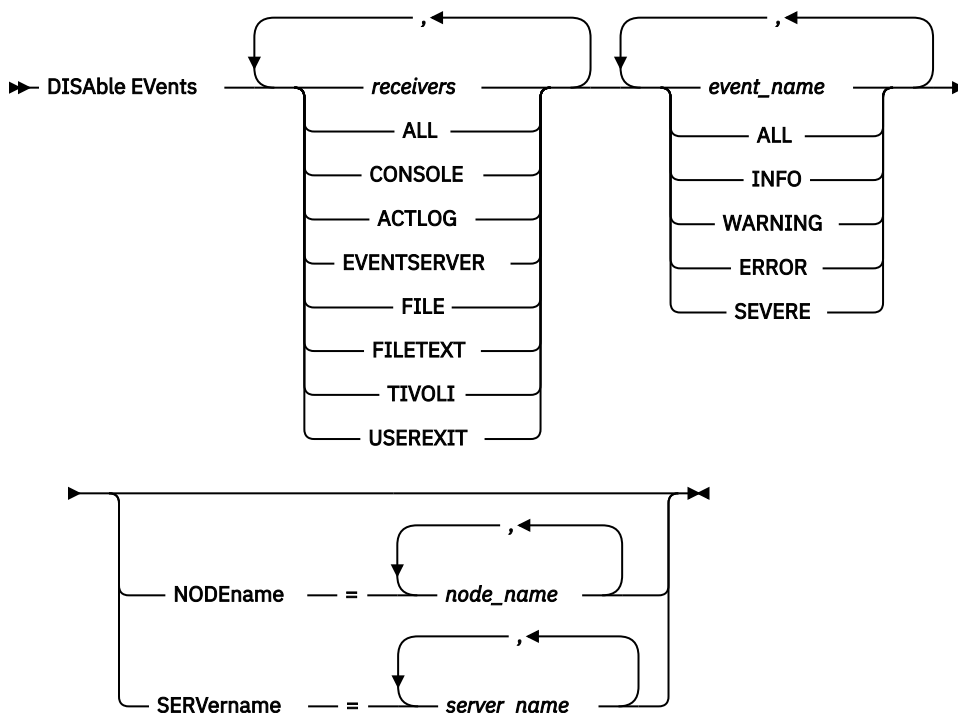 , ,
DISAble EVents receivers event_name
ALL ALL
CONSOLE INFO
ACTLOG WARNING
EVENTSERVER ERROR
FILE SEVERE
FILETEXT
TIVOLI
USEREXIT
,
NODEname = node_name
,
SERVername = server_name